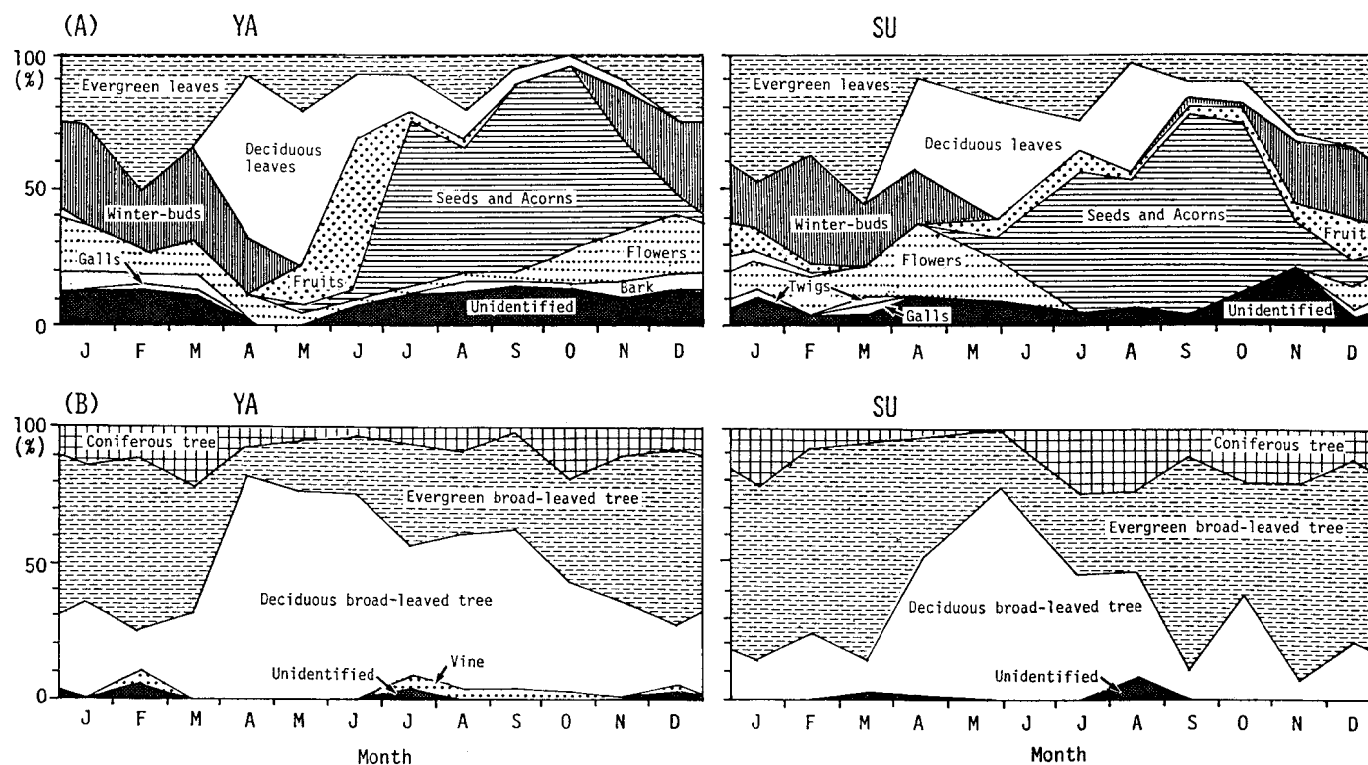 (A) YA SU
100
(%)
50
0
Evergreen leaves
Deciduous
leaves
Winter-buds
Galls
Fruits
Seeds and Acorns
Flowers
Bark
Unidentified
J F M A M J J A S O N D
Evergreen leaves
Deciduous leaves
Winter-buds
Seeds and Acorns
Fruit
Flowers
Twigs
Galls
Unidentified
J F M A M J J A S O N D
(B) YA SU
100
(%)
50
0
Coniferous tree
Evergreen broad-leaved tree
Deciduous broad-leaved tree
Unidentified
Vine
J F M A M J J A S O N D
Month
Coniferous tree
Evergreen broad-leaved tree
Deciduous broad-leaved tree
Unidentified
J F M A M J J A S O N D
Month